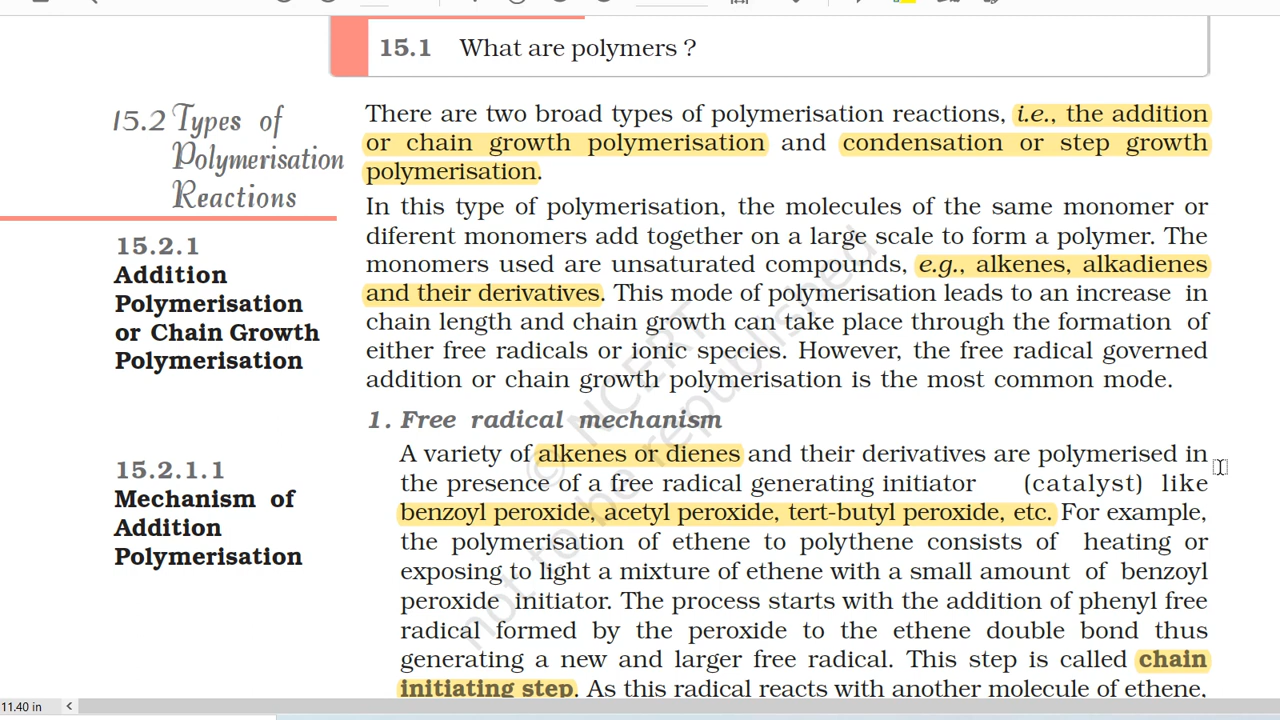 15.1 What are polymers ?
15.2 Types of
Polymerisation
Reactions
There are two broad types of polymerisation reactions, i.e., the addition
or chain growth polymerisation and condensation or step growth
polymerisation.
15.2.1
Addition
Polymerisation
or Chain Growth
Polymerisation
In this type of polymerisation, the molecules of the same monomer or
diferent monomers add together on a large scale to form a polymer. The
monomers used are unsaturated compounds, e.g., alkenes, alkadienes
and their derivatives. This mode of polymerisation leads to an increase in
chain length and chain growth can take place through the formation of
either free radicals or ionic species. However, the free radical governed
addition or chain growth polymerisation is the most common mode.
15.2.1.1
Mechanism of
Addition
Polymerisation
1. Free radical mechanism
A variety of alkenes or dienes and their derivatives are polymerised in
the presence of a free radical generating initiator (catalyst) like
benzoyl peroxide, acetyl peroxide, tert-butyl peroxide, etc. For example,
the polymerisation of ethene to polythene consists of heating or
exposing to light a mixture of ethene with a small amount of benzoyl
peroxide initiator. The process starts with the addition of phenyl free
radical formed by the peroxide to the ethene double bond thus
generating a new and larger free radical. This step is called chain
initiating step. As this radical reacts with another molecule of ethene,
© NCERT
not to be republished
11.40 in